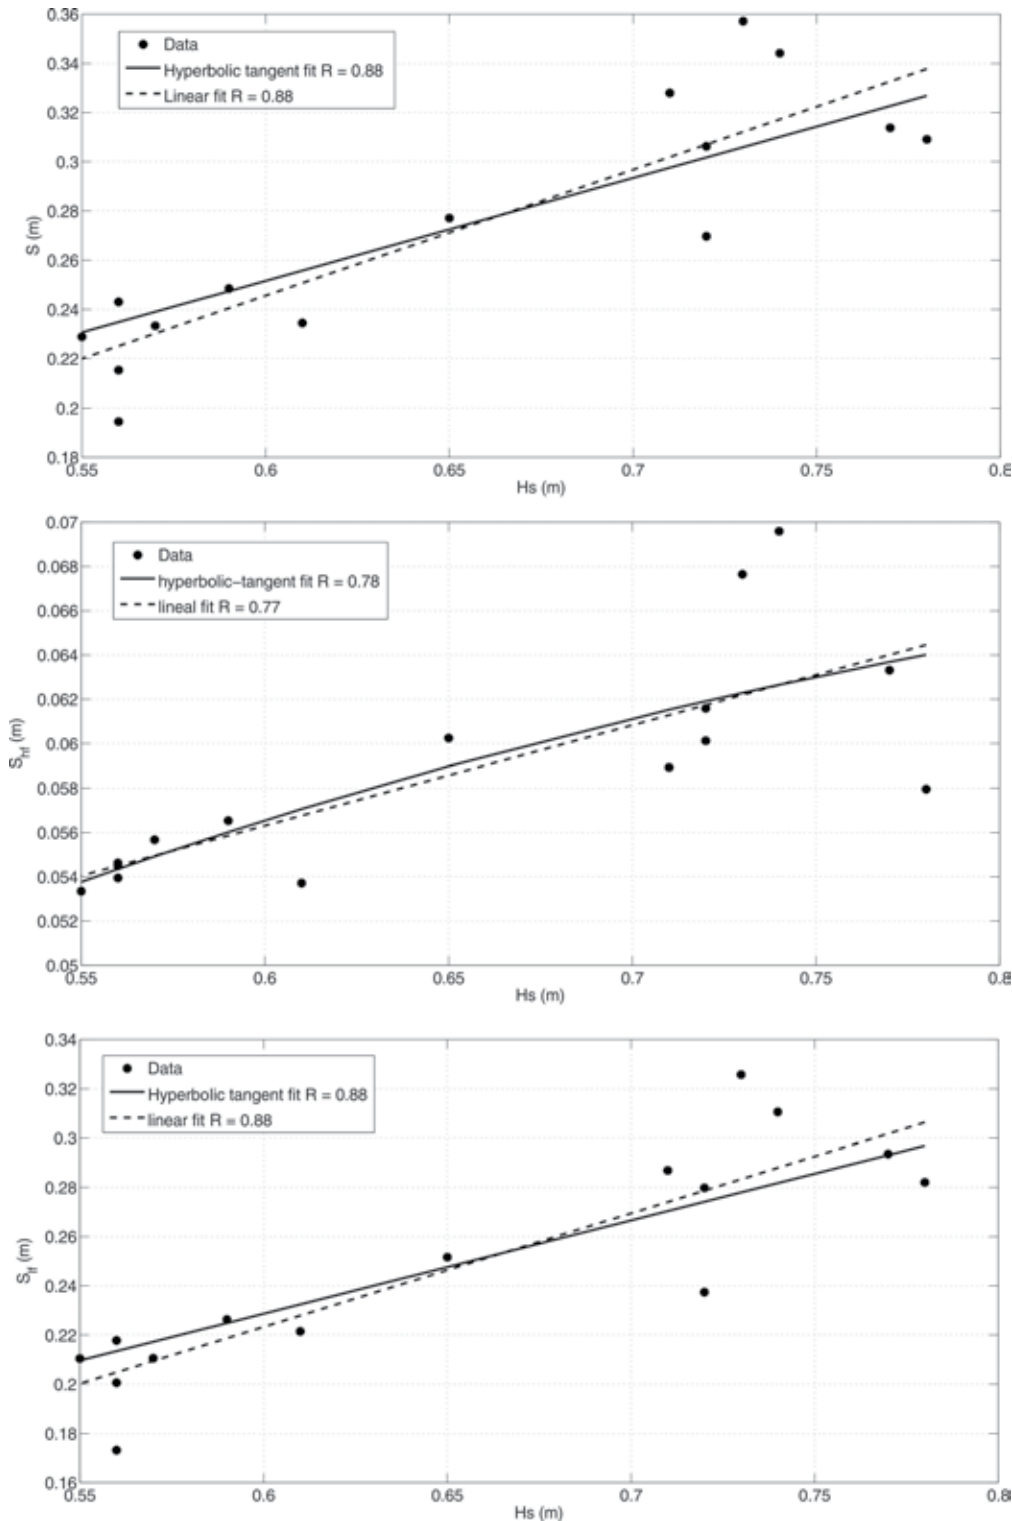 0.36
0.34
0.32
0.3
0.28
0.26
0.24
0.22
0.2
0.18
S (m)
Data
Hyperbolic tangent fit R = 0.88
Linear fit R = 0.88
0.55 0.6 0.65 0.7 0.75 0.8
Hs (m)
0.07
0.068
0.066
0.064
0.062
0.06
0.058
0.056
0.054
0.052
0.05
S_hf (m)
Data
hyperbolic-tangent fit R = 0.78
lineal fit R = 0.77
0.55 0.6 0.65 0.7 0.75 0.8
Hs (m)
0.34
0.32
0.3
0.28
0.26
0.24
0.22
0.2
0.18
0.16
S_lf (m)
Data
Hyperbolic tangent fit R = 0.88
linear fit R = 0.88
0.55 0.6 0.65 0.7 0.75 0.8
Hs (m)